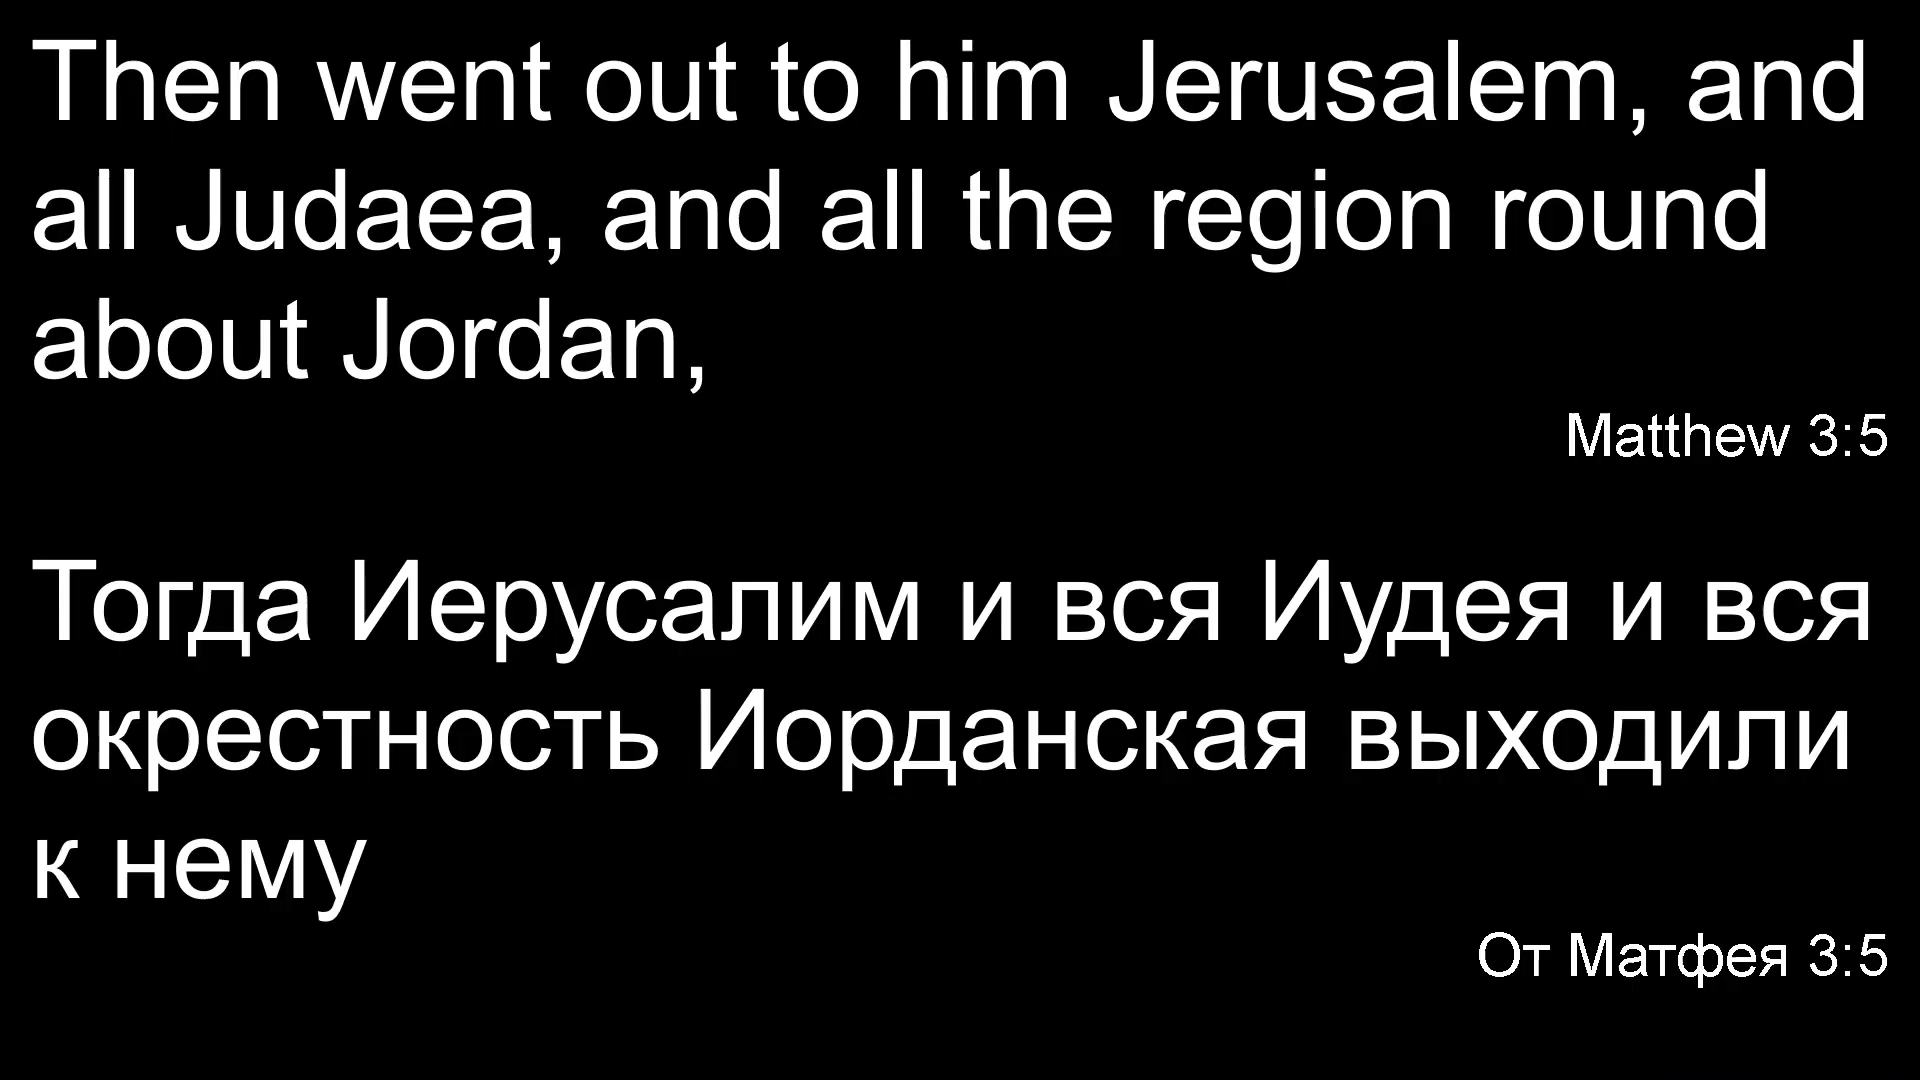 Then went out to him Jerusalem, and
all Judaea, and all the region round
about Jordan,
Matthew 3:5
Тогда Иерусалим и вся Иудея и вся
окрестность Иорданская выходили
к нему
От Матфея 3:5